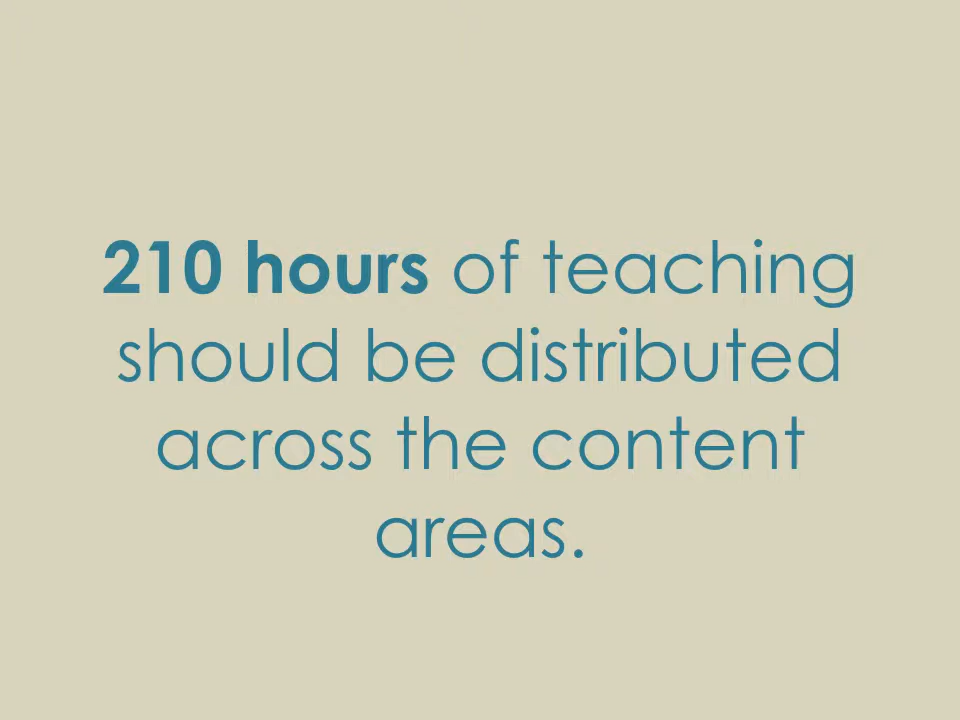 210 hours of teaching
should be distributed
across the content
areas.